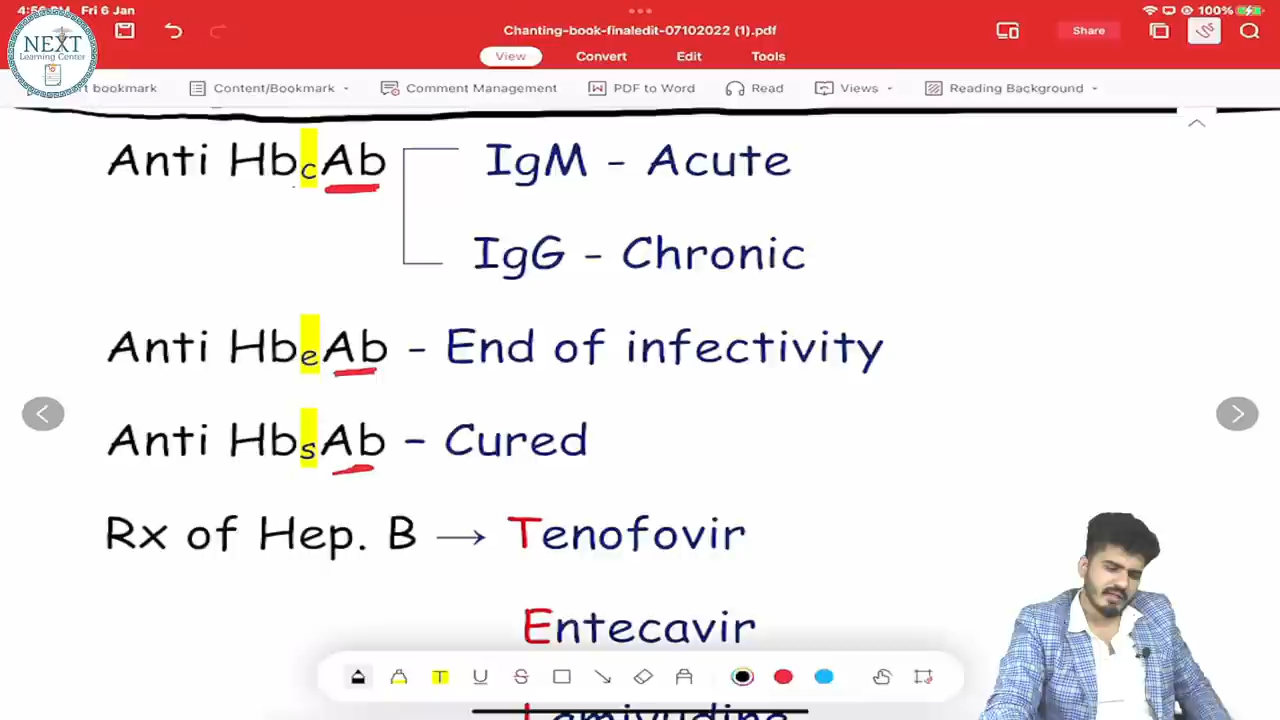 4:56 PM Fri 6 Jan
100%
NEXT
Learning Center
Chanting-book-finaledit-07102022 (1).pdf
Share
View Convert Edit Tools
bookmark Content/Bookmark Comment Management PDF to Word Read Views Reading Background
Anti HbcAb IgM - Acute
IgG - Chronic
Anti HbeAb - End of infectivity
Anti HbsAb - Cured
Rx of Hep. B → Tenofovir
Entecavir
Lamivudine